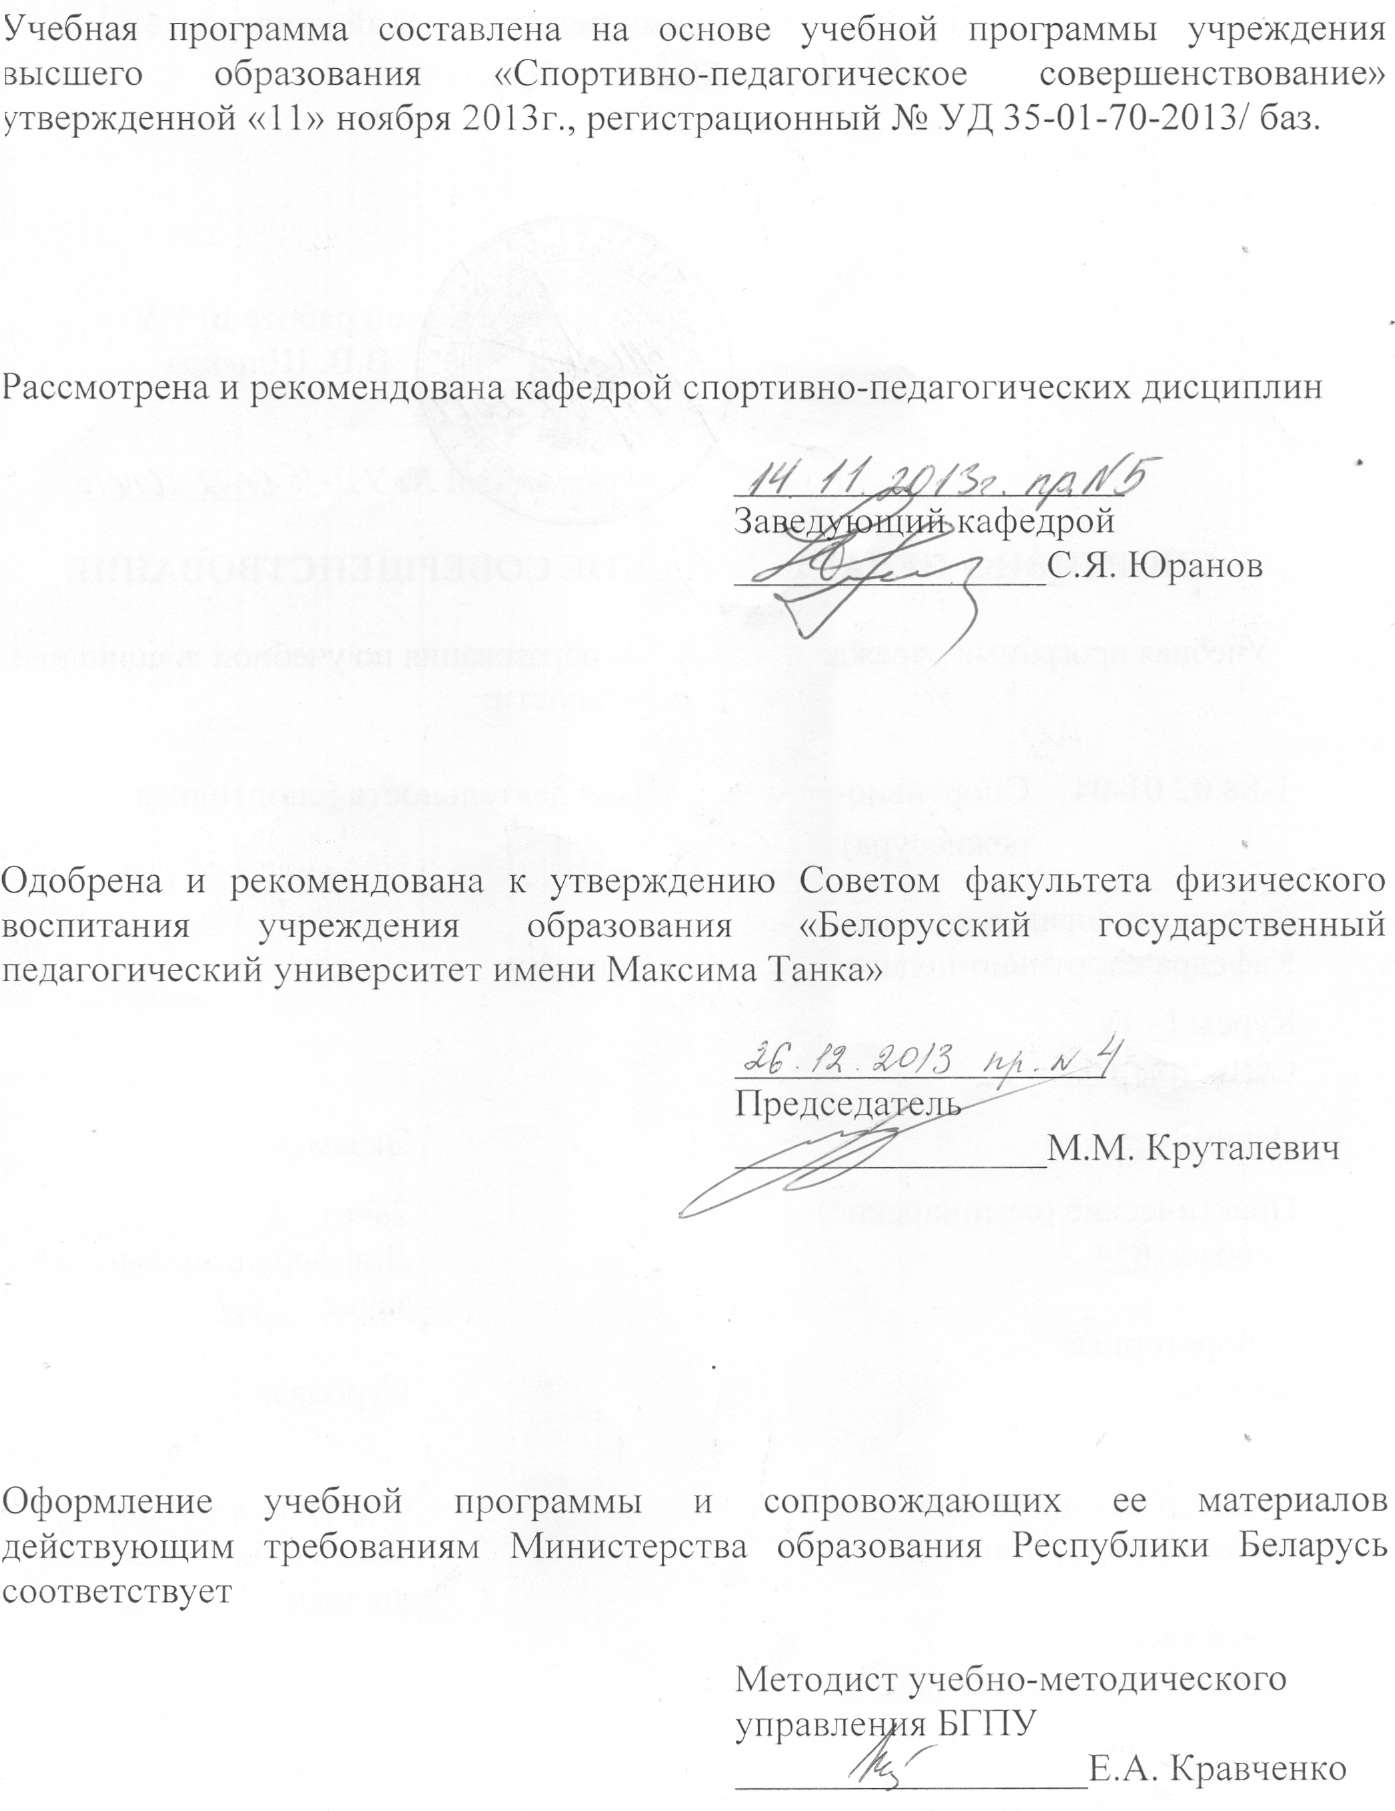 Учебная программа составлена на основе учебной программы учреждения
высшего образования «Спортивно-педагогическое совершенствование»
утвержденной «11» ноября 2013г., регистрационный № УД 35-01-70-2013/ баз.
Рассмотрена и рекомендована кафедрой спортивно-педагогических дисциплин
14.11.2013г. пр.N5
Заведующий кафедрой
С.Я. Юранов
Одобрена и рекомендована к утверждению Советом факультета физического
воспитания учреждения образования «Белорусский государственный
педагогический университет имени Максима Танка»
26.12.2013 пр. N 4
Председатель
М.М. Круталевич
Оформление учебной программы и сопровождающих ее материалов
действующим требованиям Министерства образования Республики Беларусь
соответствует
Методист учебно-методического
управления БГПУ
Е.А. Кравченко